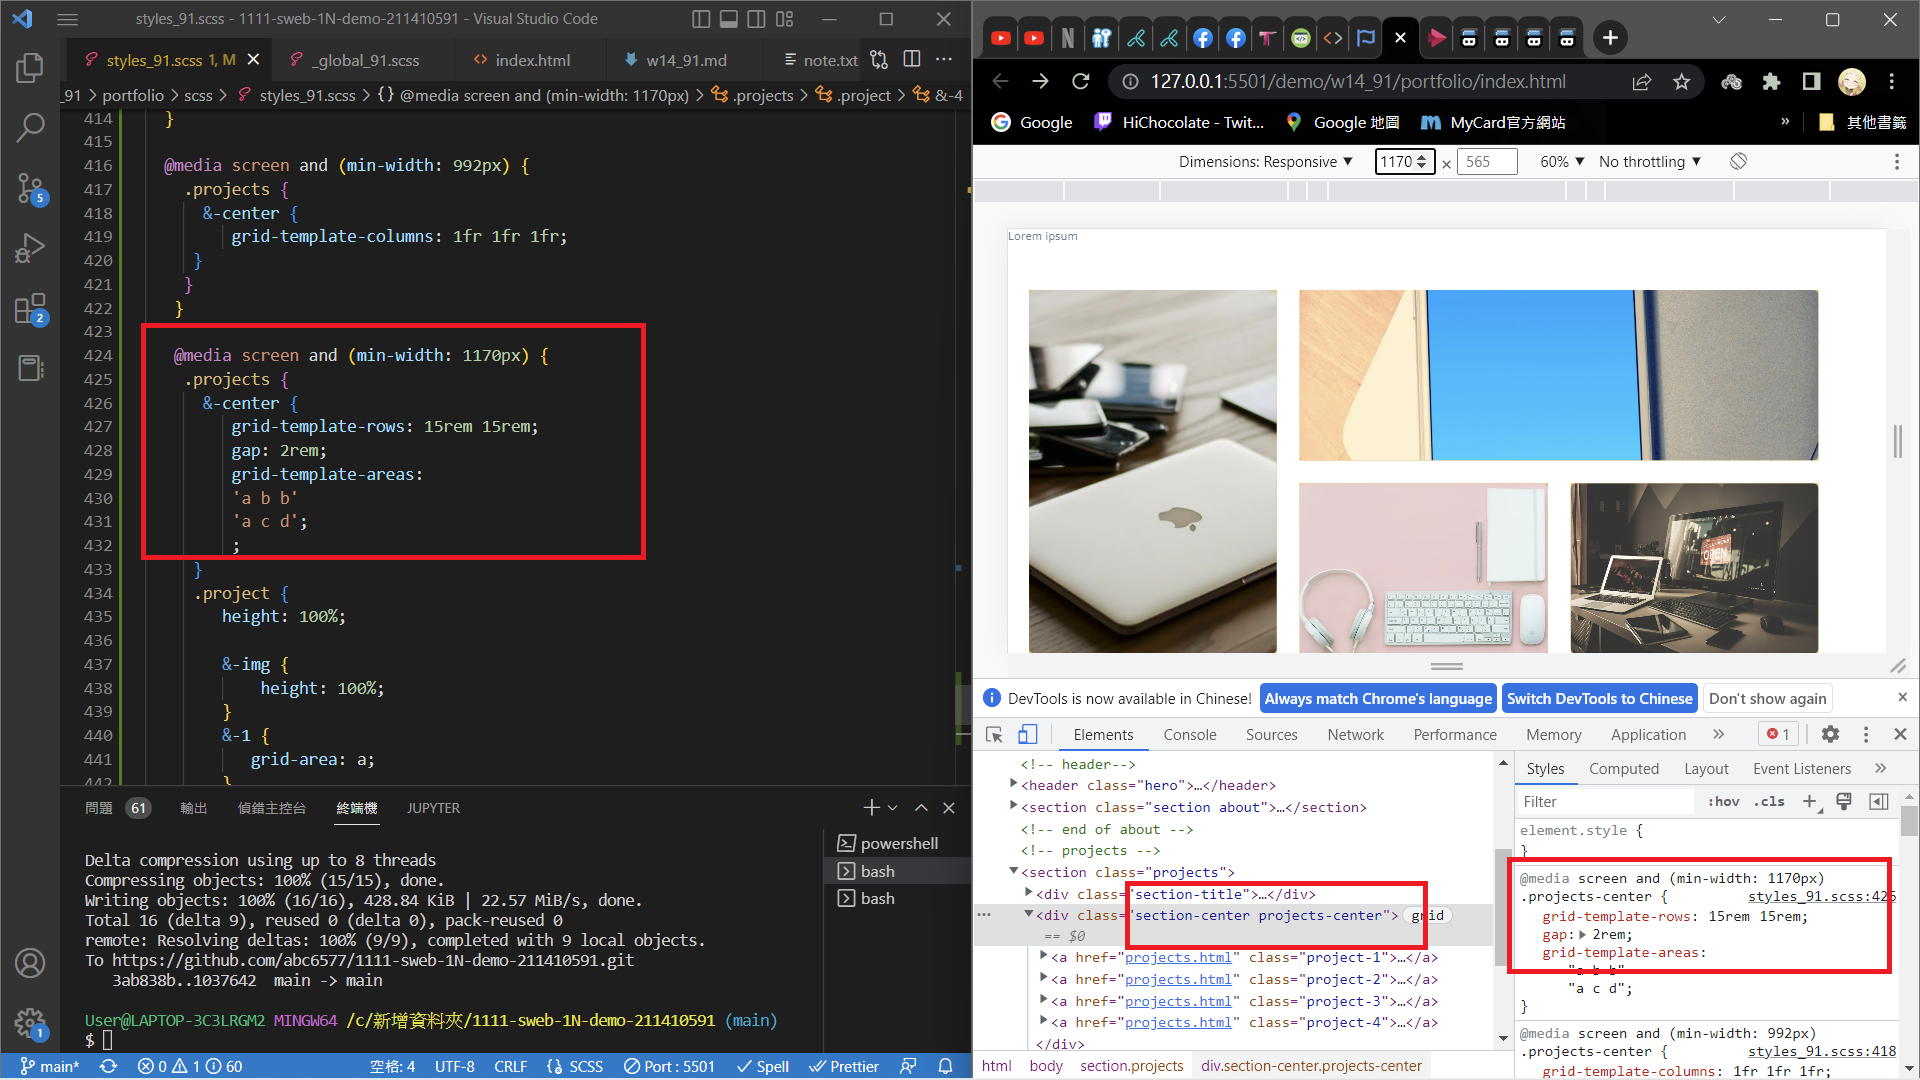 styles_91.scss - 1111-sweb-1N-demo-211410591 - Visual Studio Code
styles_91.scss 1, M
_global_91.scss
index.html
w14_91.md
note.txt
_91 > portfolio > scss > styles_91.scss > {} @media screen and (min-width: 1170px) > .projects > .project > &-4
414 }
415
416 @media screen and (min-width: 992px) {
417 .projects {
418 &-center {
419 grid-template-columns: 1fr 1fr 1fr;
420 }
421 }
422 }
423
424 @media screen and (min-width: 1170px) {
425 .projects {
426 &-center {
427 grid-template-rows: 15rem 15rem;
428 gap: 2rem;
429 grid-template-areas:
430 'a b b'
431 'a c d';
432 ;
433 }
434 .project {
435 height: 100%;
436
437 &-img {
438 height: 100%;
439 }
440 &-1 {
441 grid-area: a;
442 }
問題 61 輸出 偵錯主控台 終端機 JUPYTER
Delta compression using up to 8 threads
Compressing objects: 100% (15/15), done.
Writing objects: 100% (16/16), 428.84 KiB | 22.57 MiB/s, done.
Total 16 (delta 9), reused 0 (delta 0), pack-reused 0
remote: Resolving deltas: 100% (9/9), completed with 9 local objects.
To https://github.com/abc6577/1111-sweb-1N-demo-211410591.git
3ab838b..1037642 main -> main
User@LAPTOP-3C3LRGM2 MINGW64 /c/新增資料夾/1111-sweb-1N-demo-211410591 (main)
$
powershell
bash
bash
5
2
1
main* 0 1 60 空格: 4 UTF-8 CRLF {} SCSS Port : 5501 Spell Prettier
127.0.0.1:5501/demo/w14_91/portfolio/index.html
Google HiChocolate - Twit... Google 地圖 MyCard官方網站 » 其他書籤
Dimensions: Responsive ▼ 1170 × 565 60% ▼ No throttling ▼
Lorem ipsum
OPEN
DevTools is now available in Chinese! Always match Chrome's language Switch DevTools to Chinese Don't show again
Elements Console Sources Network Performance Memory Application » 1
<!-- header-->
<header class="hero">…</header>
<section class="section about">…</section>
<!-- end of about -->
<!-- projects -->
<section class="projects">
<div class="section-title">…</div>
<div class="section-center projects-center"> grid
== $0
<a href="projects.html" class="project-1">…</a>
<a href="projects.html" class="project-2">…</a>
<a href="projects.html" class="project-3">…</a>
<a href="projects.html" class="project-4">…</a>
</div>
html body section.projects div.section-center.projects-center
Styles Computed Layout Event Listeners »
Filter :hov .cls +
element.style {
}
@media screen and (min-width: 1170px)
.projects-center { styles_91.scss:425
grid-template-rows: 15rem 15rem;
gap: 2rem;
grid-template-areas:
"a b b"
"a c d";
}
@media screen and (min-width: 992px)
.projects-center { styles_91.scss:418
grid-template-columns: 1fr 1fr 1fr;